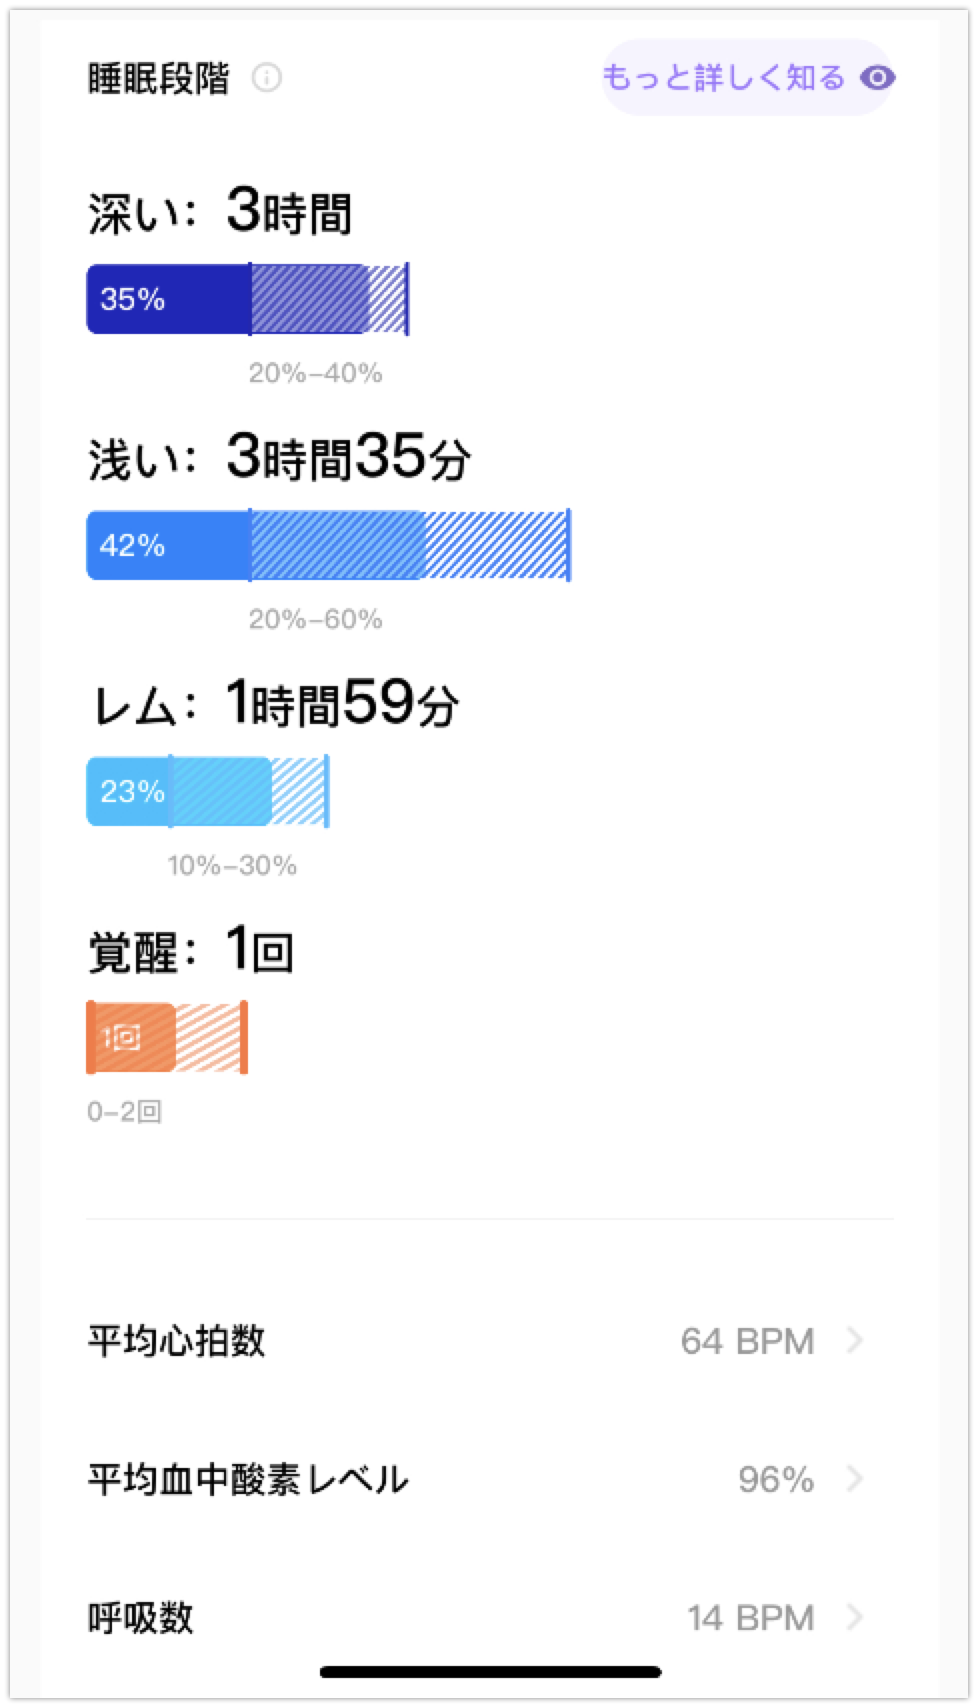 睡眠段階
もっと詳しく知る
深い: 3時間
35%
20%–40%
浅い: 3時間35分
42%
20%–60%
レム: 1時間59分
23%
10%–30%
覚醒: 1回
1回
0–2回
平均心拍数 64 BPM
平均血中酸素レベル 96%
呼吸数 14 BPM